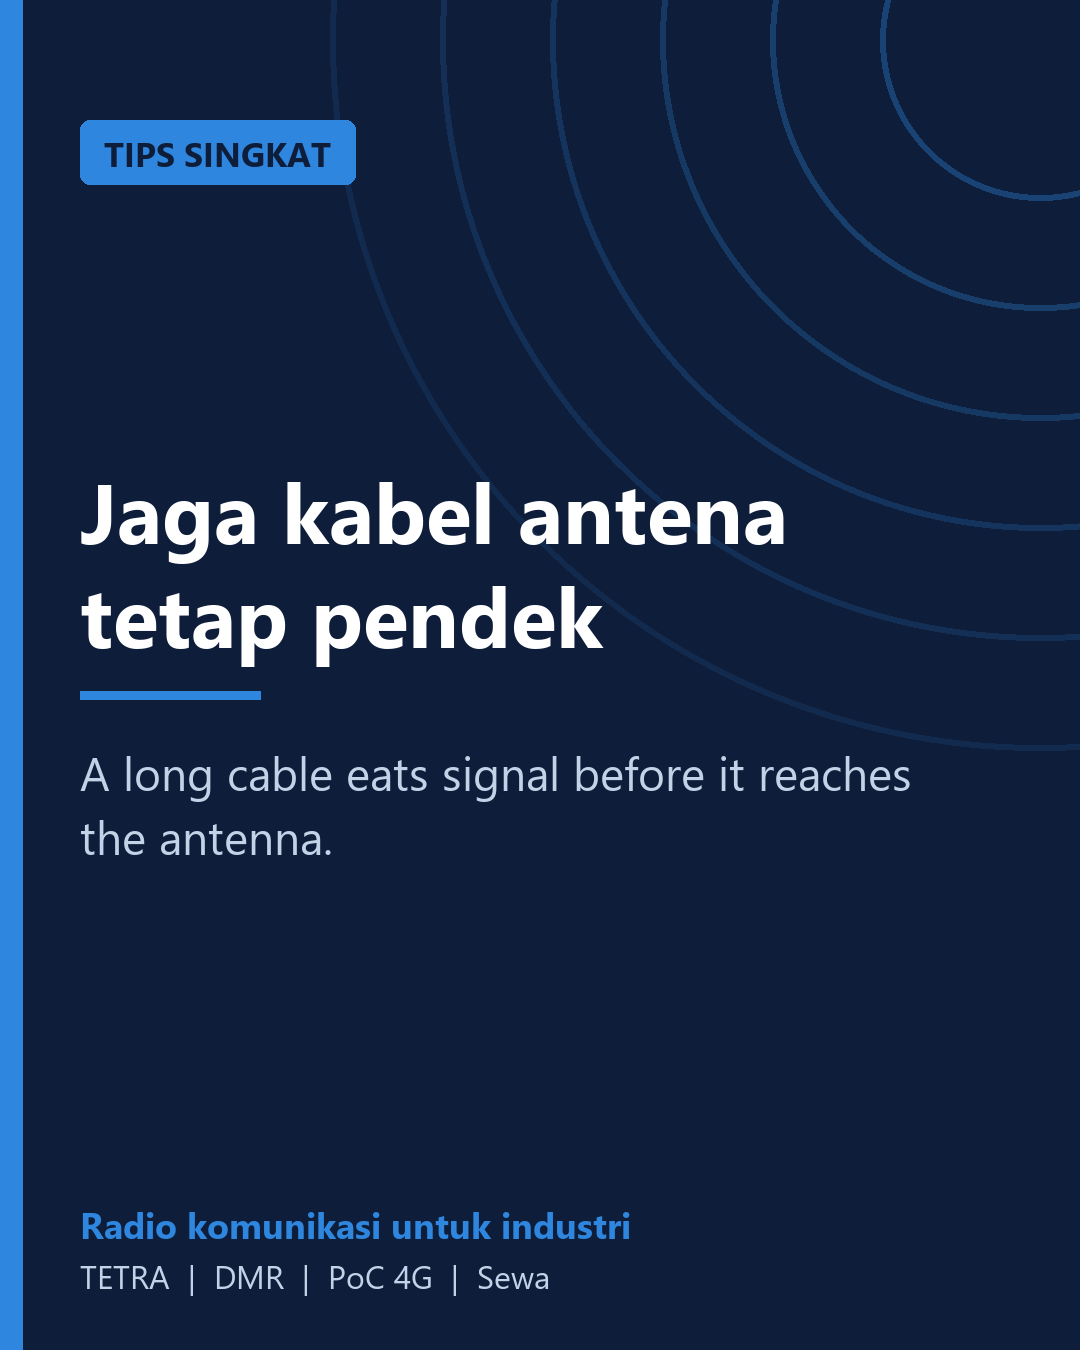 TIPS SINGKAT
Jaga kabel antena
tetap pendek
A long cable eats signal before it reaches
the antenna.
Radio komunikasi untuk industri
TETRA | DMR | PoC 4G | Sewa